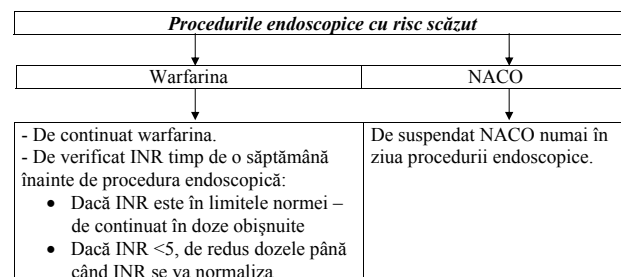 Procedurile endoscopice cu risc scăzut
Warfarina
NACO
- De continuat warfarina.
- De verificat INR timp de o săptămână
înainte de procedura endoscopică:
• Dacă INR este în limitele normei –
de continuat în doze obişnuite
• Dacă INR <5, de redus dozele până
când INR se va normaliza
De suspendat NACO numai în
ziua procedurii endoscopice.